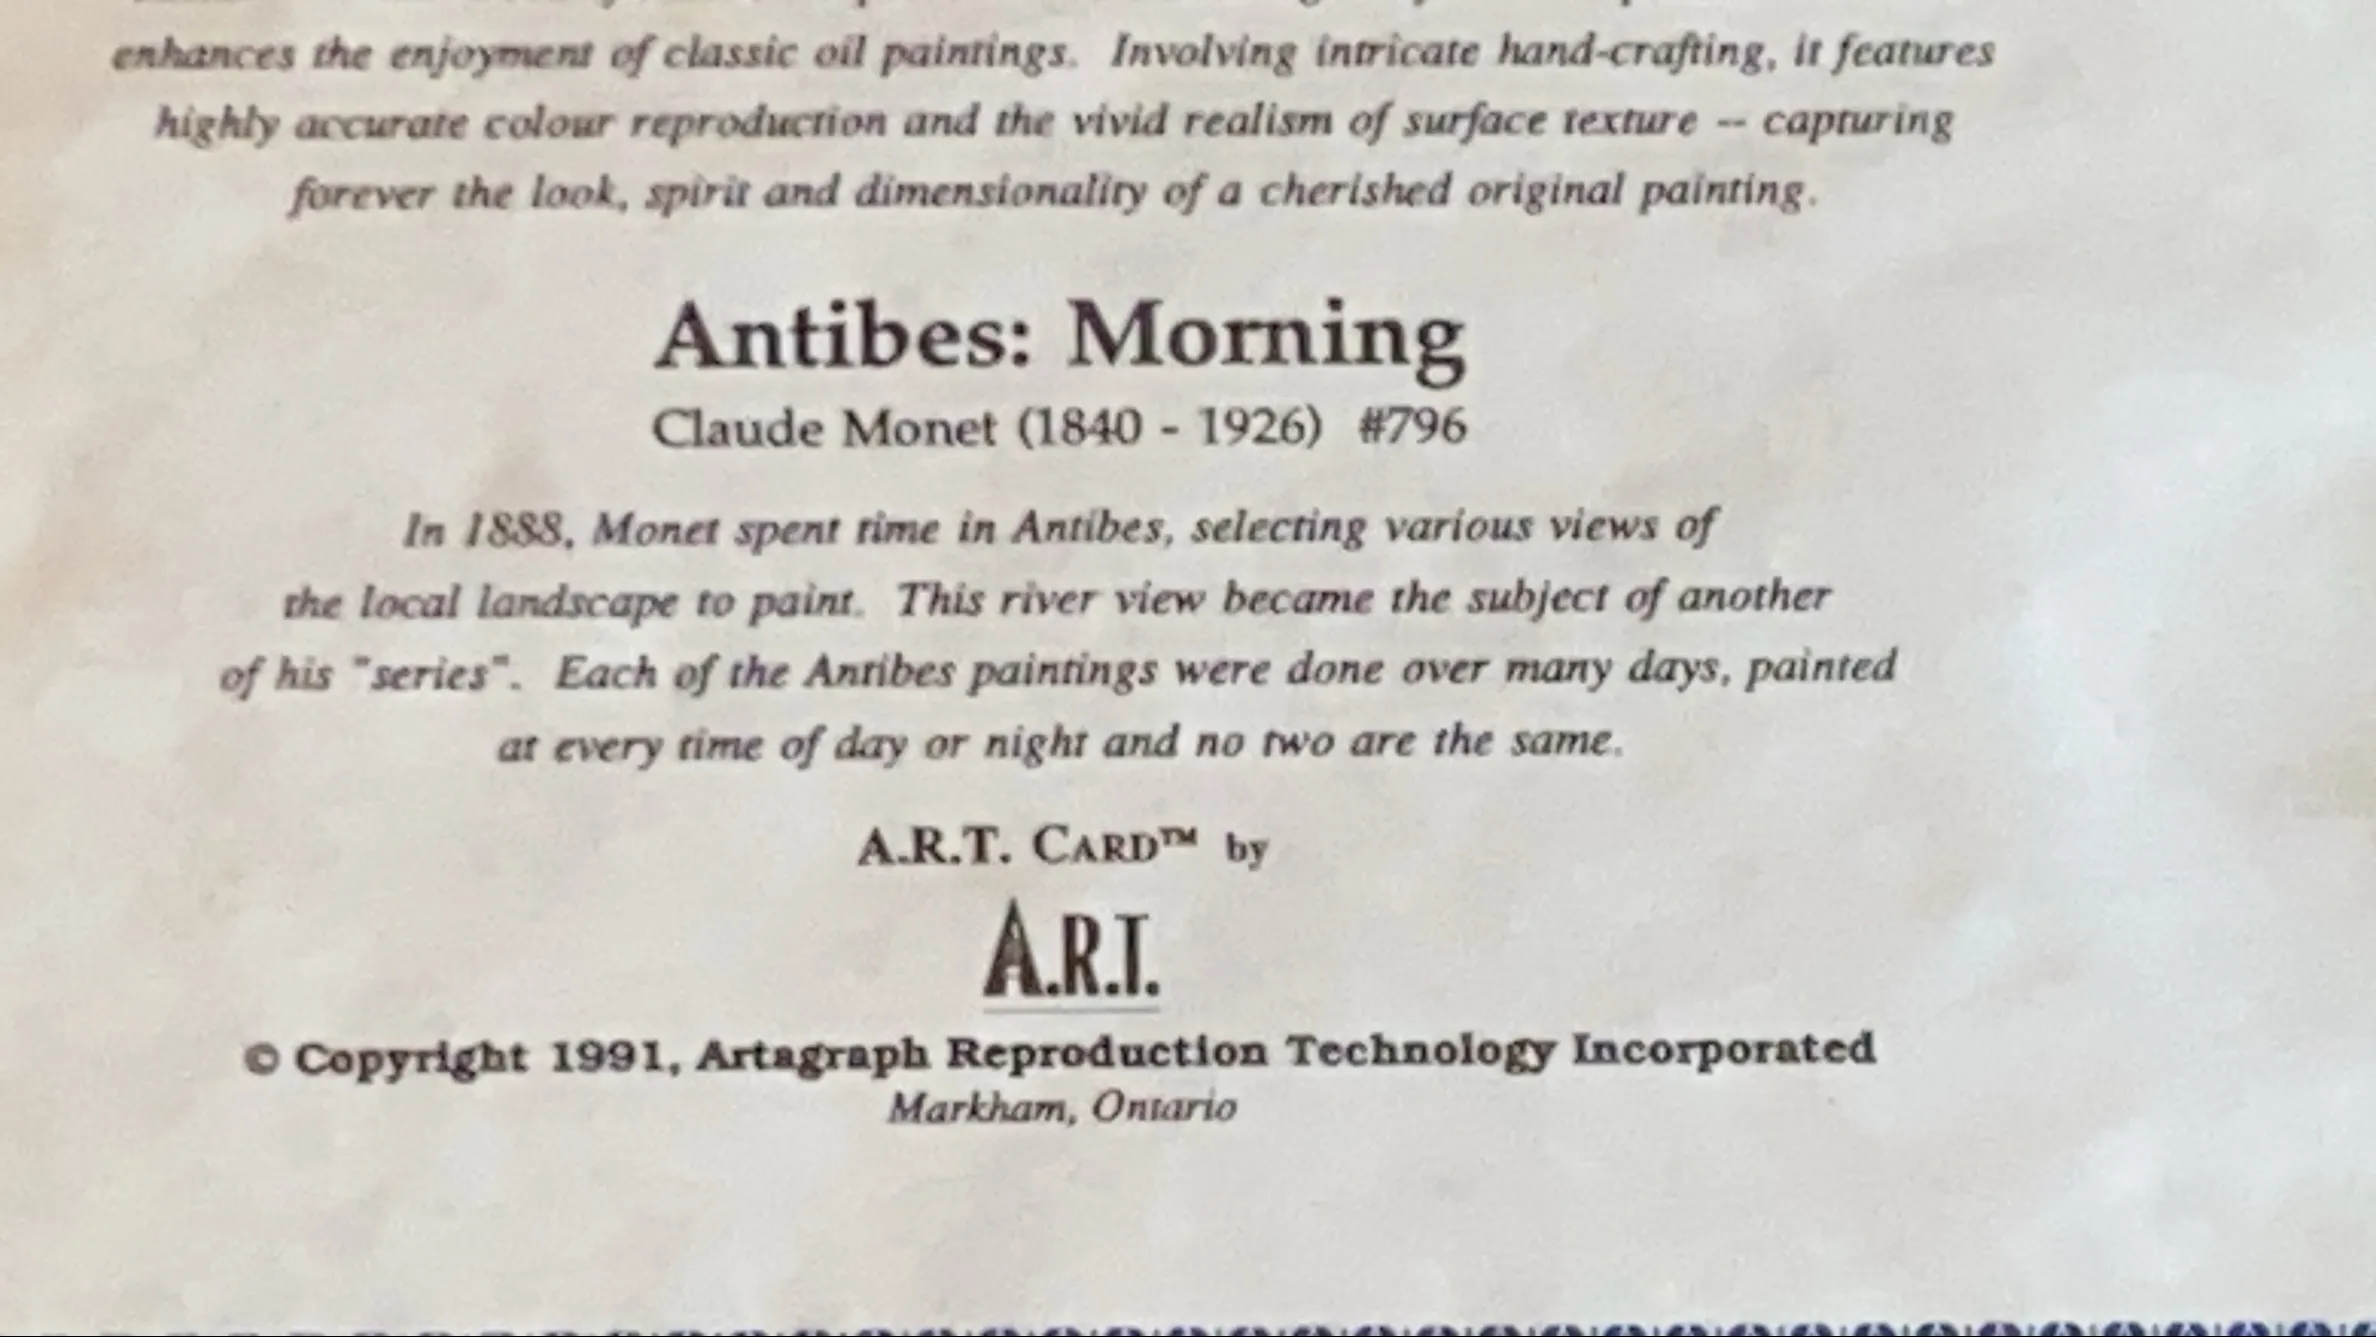 enhances the enjoyment of classic oil paintings. Involving intricate hand-crafting, it features
highly accurate colour reproduction and the vivid realism of surface texture -- capturing
forever the look, spirit and dimensionality of a cherished original painting.
Antibes: Morning
Claude Monet (1840 - 1926) #796
In 1888, Monet spent time in Antibes, selecting various views of
the local landscape to paint. This river view became the subject of another
of his "series". Each of the Antibes paintings were done over many days, painted
at every time of day or night and no two are the same.
A.R.T. CARD™ by
A.R.T.
© Copyright 1991, Artagraph Reproduction Technology Incorporated
Markham, Ontario